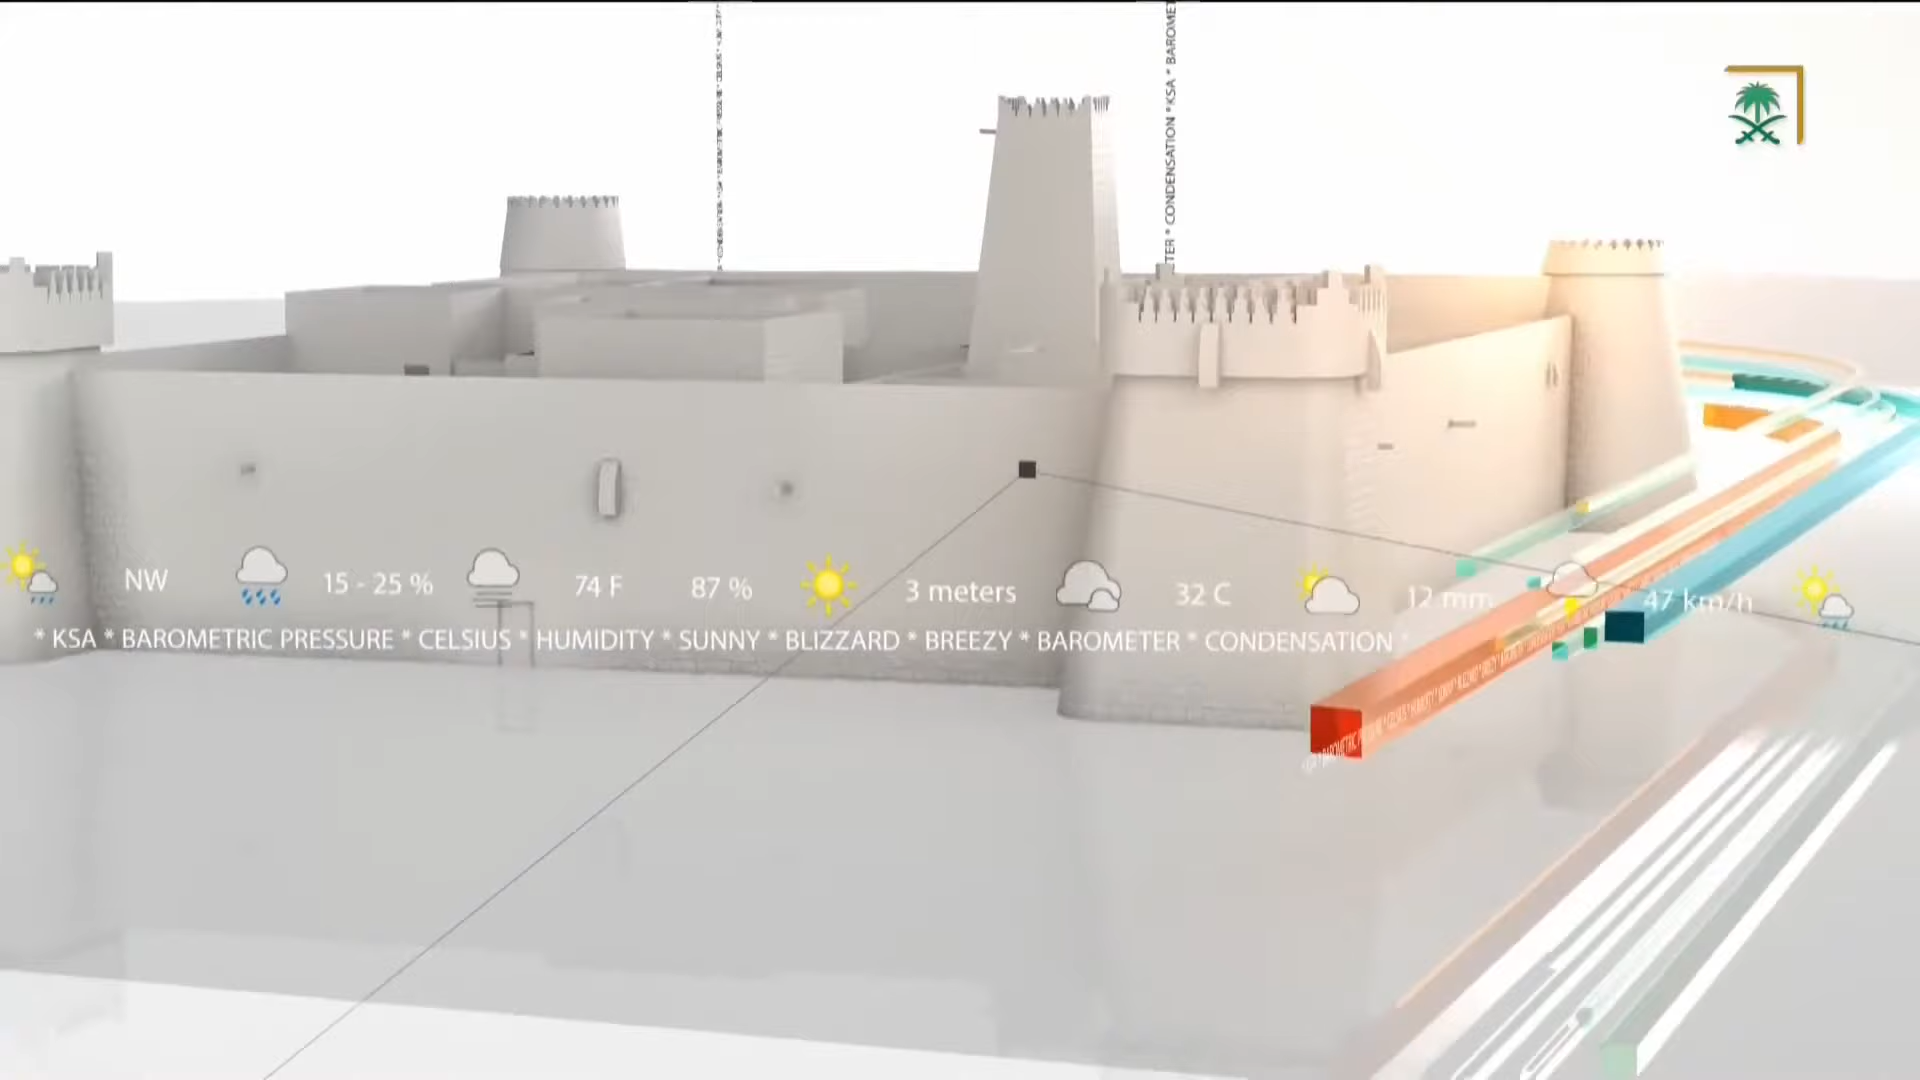 TER * CONDENSATION * KSA * BAROMET
NW 15 - 25 % 74 F 87 % 3 meters 32 C 12 mm 47 km/h
* KSA * BAROMETRIC PRESSURE * CELSIUS * HUMIDITY * SUNNY * BLIZZARD * BREEZY * BAROMETER * CONDENSATION *